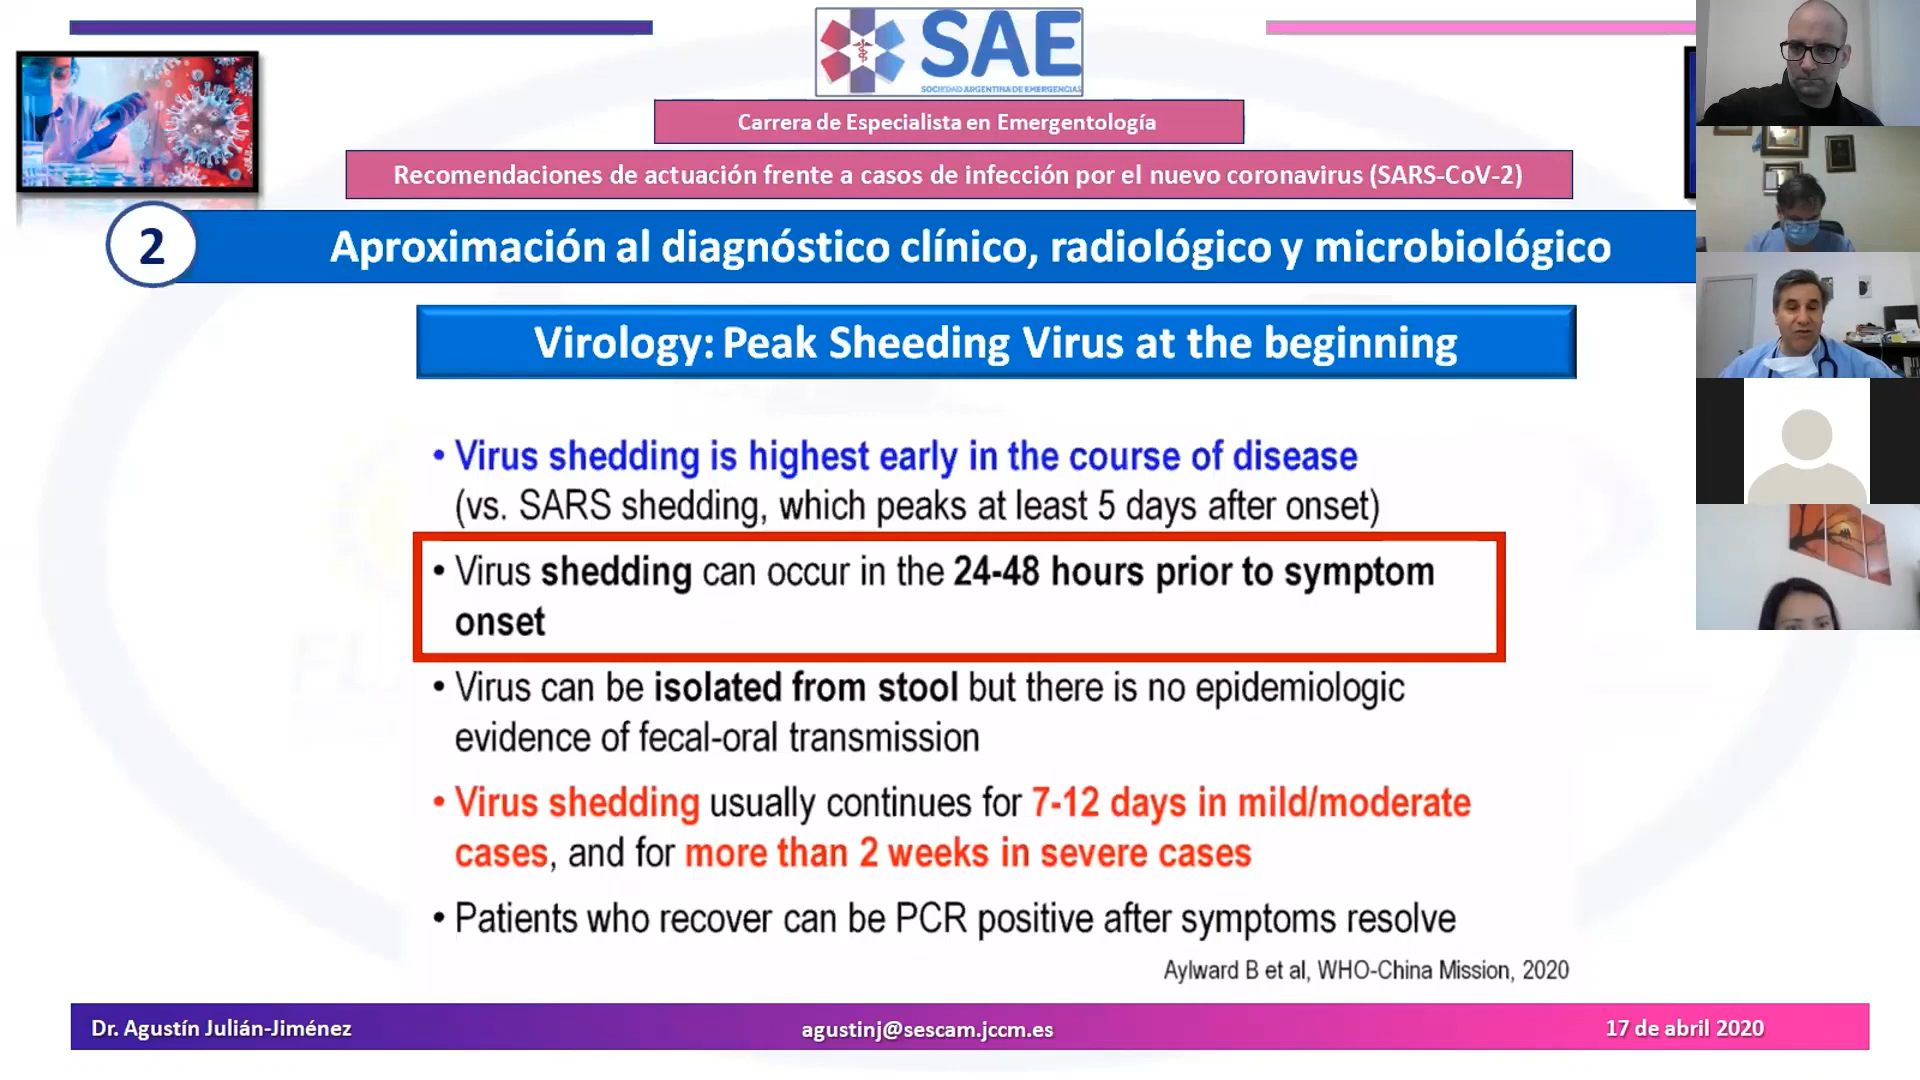 SAE
SOCIEDAD ARGENTINA DE EMERGENCIAS
Carrera de Especialista en Emergentología
Recomendaciones de actuación frente a casos de infección por el nuevo coronavirus (SARS-CoV-2)
2
Aproximación al diagnóstico clínico, radiológico y microbiológico
Virology: Peak Sheeding Virus at the beginning
• Virus shedding is highest early in the course of disease
(vs. SARS shedding, which peaks at least 5 days after onset)
• Virus shedding can occur in the 24-48 hours prior to symptom
onset
• Virus can be isolated from stool but there is no epidemiologic
evidence of fecal-oral transmission
• Virus shedding usually continues for 7-12 days in mild/moderate
cases, and for more than 2 weeks in severe cases
• Patients who recover can be PCR positive after symptoms resolve
Aylward B et al, WHO-China Mission, 2020
Dr. Agustín Julián-Jiménez
agustinj@sescam.jccm.es
17 de abril 2020